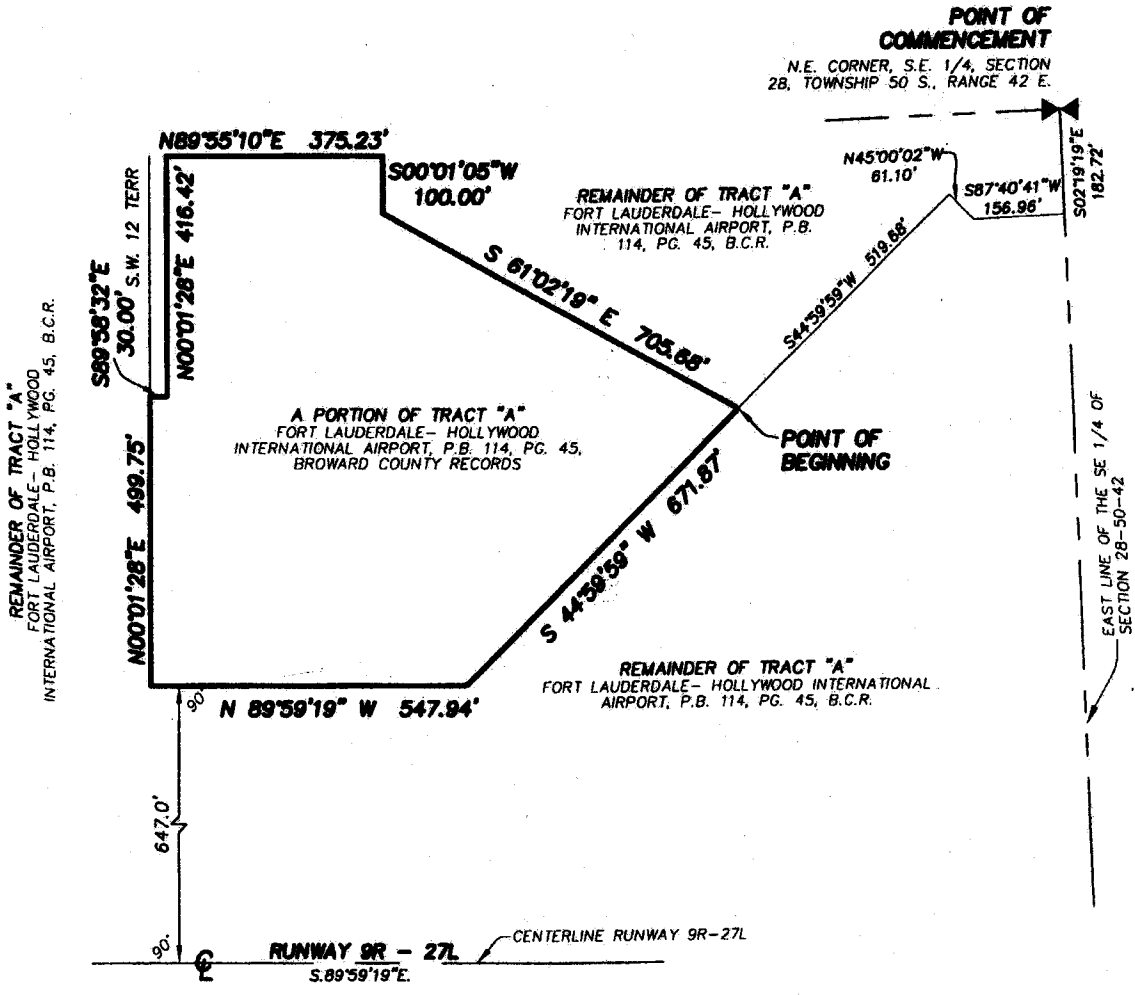 POINT OF
COMMENCEMENT
N.E. CORNER, S.E. 1/4, SECTION
28, TOWNSHIP 50 S., RANGE 42 E.
N89°55'10"E 375.23'
S00°01'05"W
100.00'
N45°00'02"W
61.10'
S87°40'41"W
156.96'
S02°19'19"E
182.72'
REMAINDER OF TRACT "A"
FORT LAUDERDALE- HOLLYWOOD
INTERNATIONAL AIRPORT, P.B.
114, PG. 45, B.C.R.
N00°01'28"E 416.42'
S.W. 12 TERR
S89°58'32"E
30.00'
S 61°02'19" E 705.68'
S44°59'59"W 519.68'
REMAINDER OF TRACT "A"
FORT LAUDERDALE- HOLLYWOOD
INTERNATIONAL AIRPORT, P.B. 114, PG. 45, B.C.R.
A PORTION OF TRACT "A"
FORT LAUDERDALE- HOLLYWOOD
INTERNATIONAL AIRPORT, P.B. 114, PG. 45,
BROWARD COUNTY RECORDS
POINT OF
BEGINNING
N00°01'28"E 499.75'
S 44°59'59" W 671.87'
EAST LINE OF THE SE 1/4 OF
SECTION 28-50-42
REMAINDER OF TRACT "A"
FORT LAUDERDALE- HOLLYWOOD INTERNATIONAL
AIRPORT, P.B. 114, PG. 45, B.C.R.
90°
N 89°59'19" W 547.94'
647.0'
90°
CL
RUNWAY 9R - 27L
S.89°59'19"E.
CENTERLINE RUNWAY 9R-27L